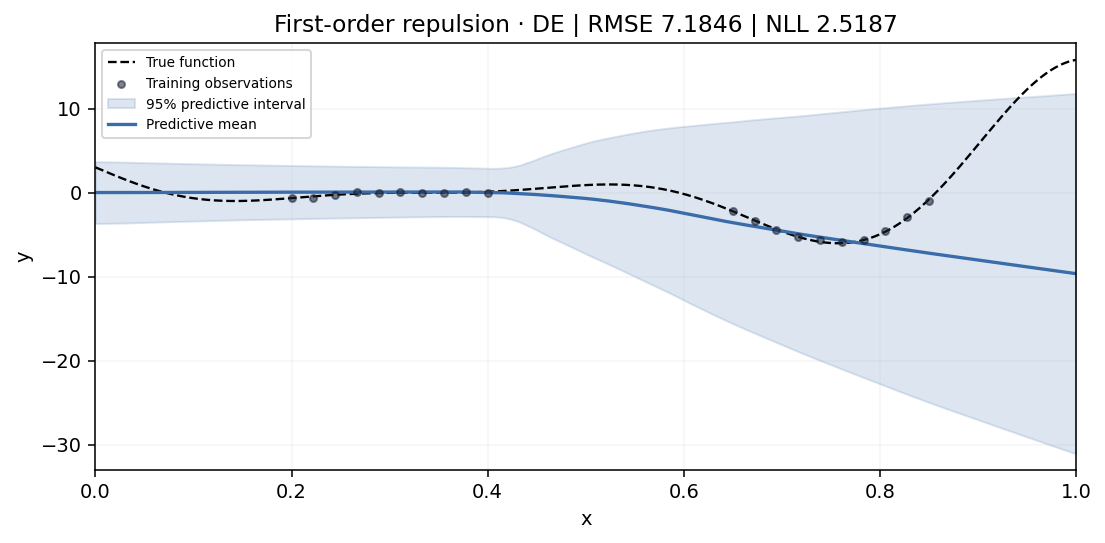 First-order repulsion · DE | RMSE 7.1846 | NLL 2.5187
True function
Training observations
95% predictive interval
Predictive mean
y
10
0
−10
−20
−30
0.0 0.2 0.4 0.6 0.8 1.0
x